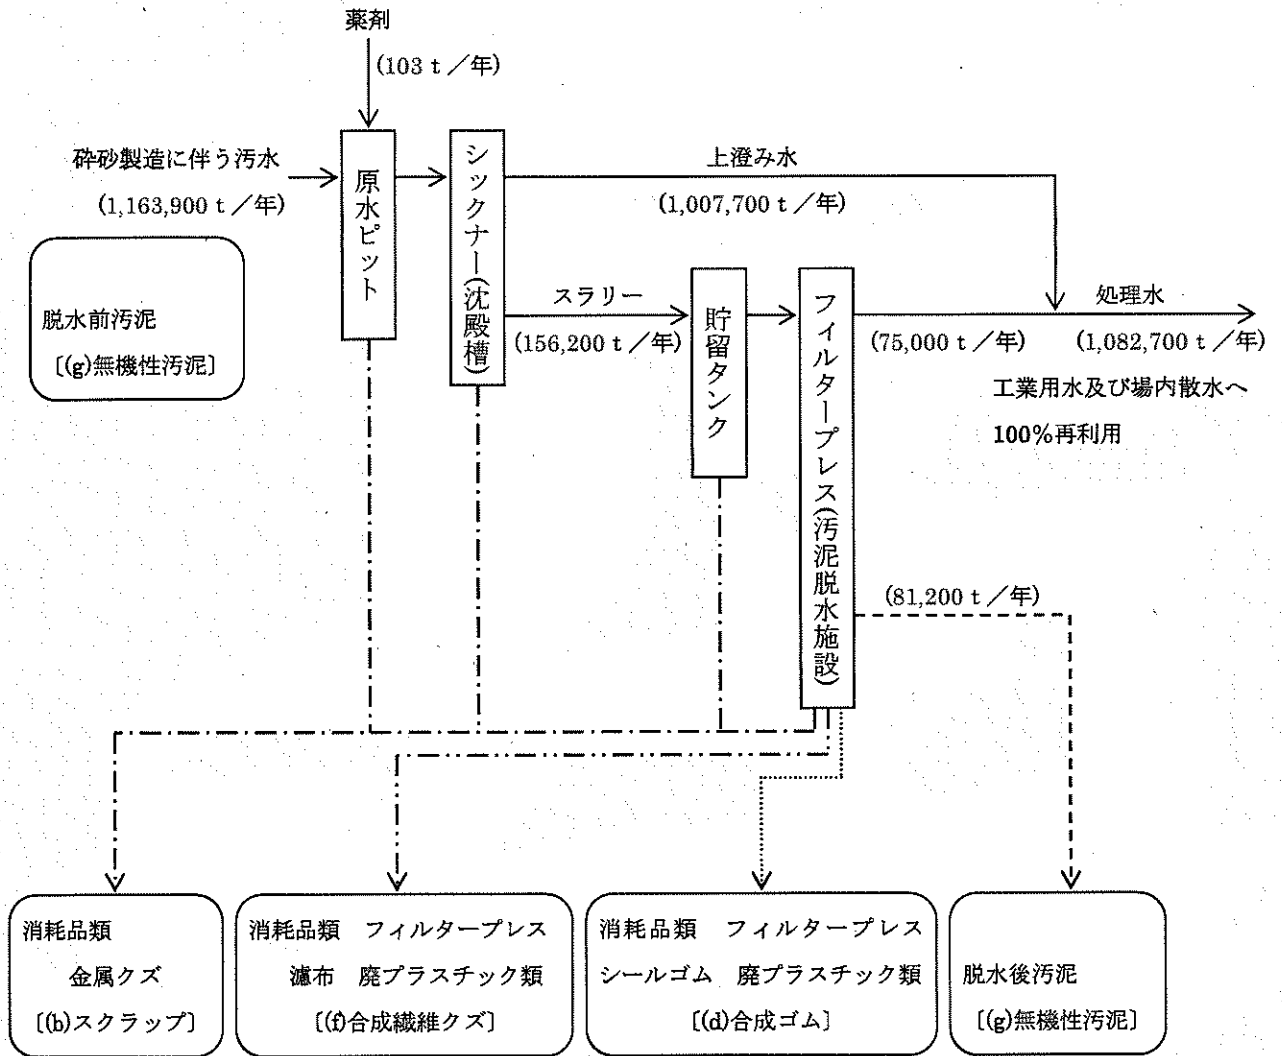 薬剤
(103 t／年)
砕砂製造に伴う汚水
(1,163,900 t／年)
原水ピット
シックナー(沈殿槽)
上澄み水
(1,007,700 t／年)
脱水前汚泥
〔(g)無機性汚泥〕
スラリー
(156,200 t／年)
貯留タンク
フィルタープレス(汚泥脱水施設)
処理水
(75,000 t／年)
(1,082,700 t／年)
工業用水及び場内散水へ
100％再利用
(81,200 t／年)
消耗品類
金属クズ
〔(b)スクラップ〕
消耗品類　フィルタープレス
濾布　廃プラスチック類
〔(f)合成繊維クズ〕
消耗品類　フィルタープレス
シールゴム　廃プラスチック類
〔(d)合成ゴム〕
脱水後汚泥
〔(g)無機性汚泥〕